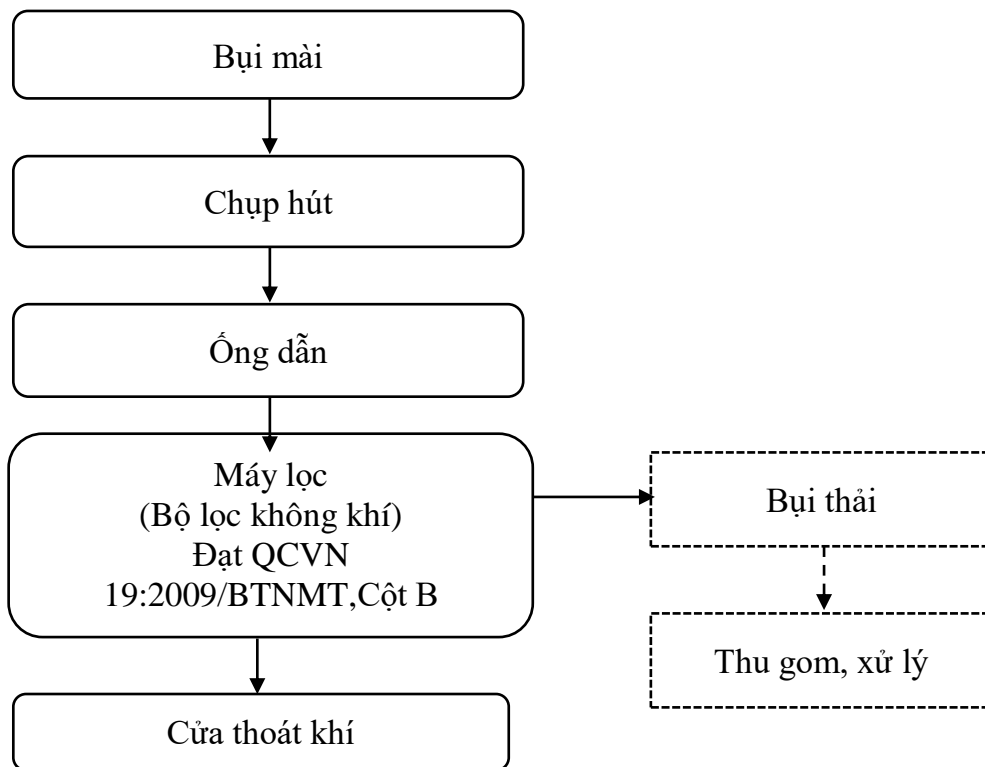 Bụi mài
Chụp hút
Ống dẫn
Máy lọc
(Bộ lọc không khí)
Đạt QCVN
19:2009/BTNMT,Cột B
Bụi thải
Thu gom, xử lý
Cửa thoát khí